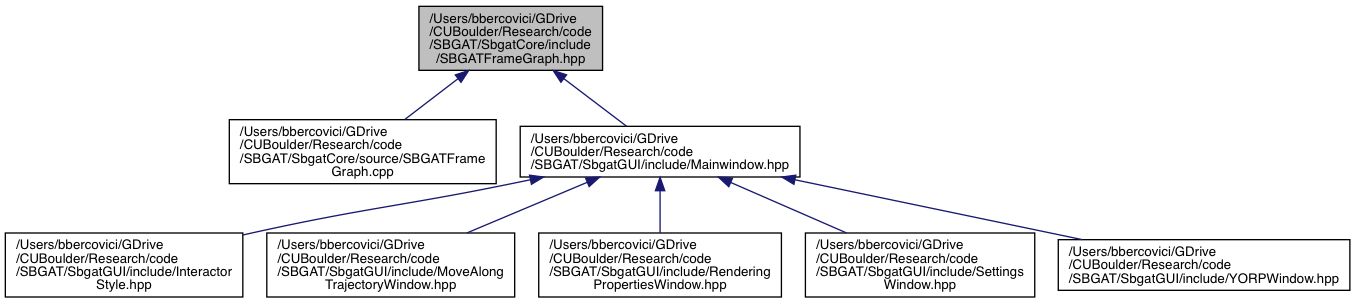 /Users/bbercovici/GDrive
/CUBoulder/Research/code
/SBGAT/SbgatCore/include
/SBGATFrameGraph.hpp
/Users/bbercovici/GDrive
/CUBoulder/Research/code
/SBGAT/SbgatCore/source/SBGATFrame
Graph.cpp
/Users/bbercovici/GDrive
/CUBoulder/Research/code
/SBGAT/SbgatGUI/include/Mainwindow.hpp
/Users/bbercovici/GDrive
/CUBoulder/Research/code
/SBGAT/SbgatGUI/include/Interactor
Style.hpp
/Users/bbercovici/GDrive
/CUBoulder/Research/code
/SBGAT/SbgatGUI/include/MoveAlong
TrajectoryWindow.hpp
/Users/bbercovici/GDrive
/CUBoulder/Research/code
/SBGAT/SbgatGUI/include/Rendering
PropertiesWindow.hpp
/Users/bbercovici/GDrive
/CUBoulder/Research/code
/SBGAT/SbgatGUI/include/Settings
Window.hpp
/Users/bbercovici/GDrive
/CUBoulder/Research/code
/SBGAT/SbgatGUI/include/YORPWindow.hpp